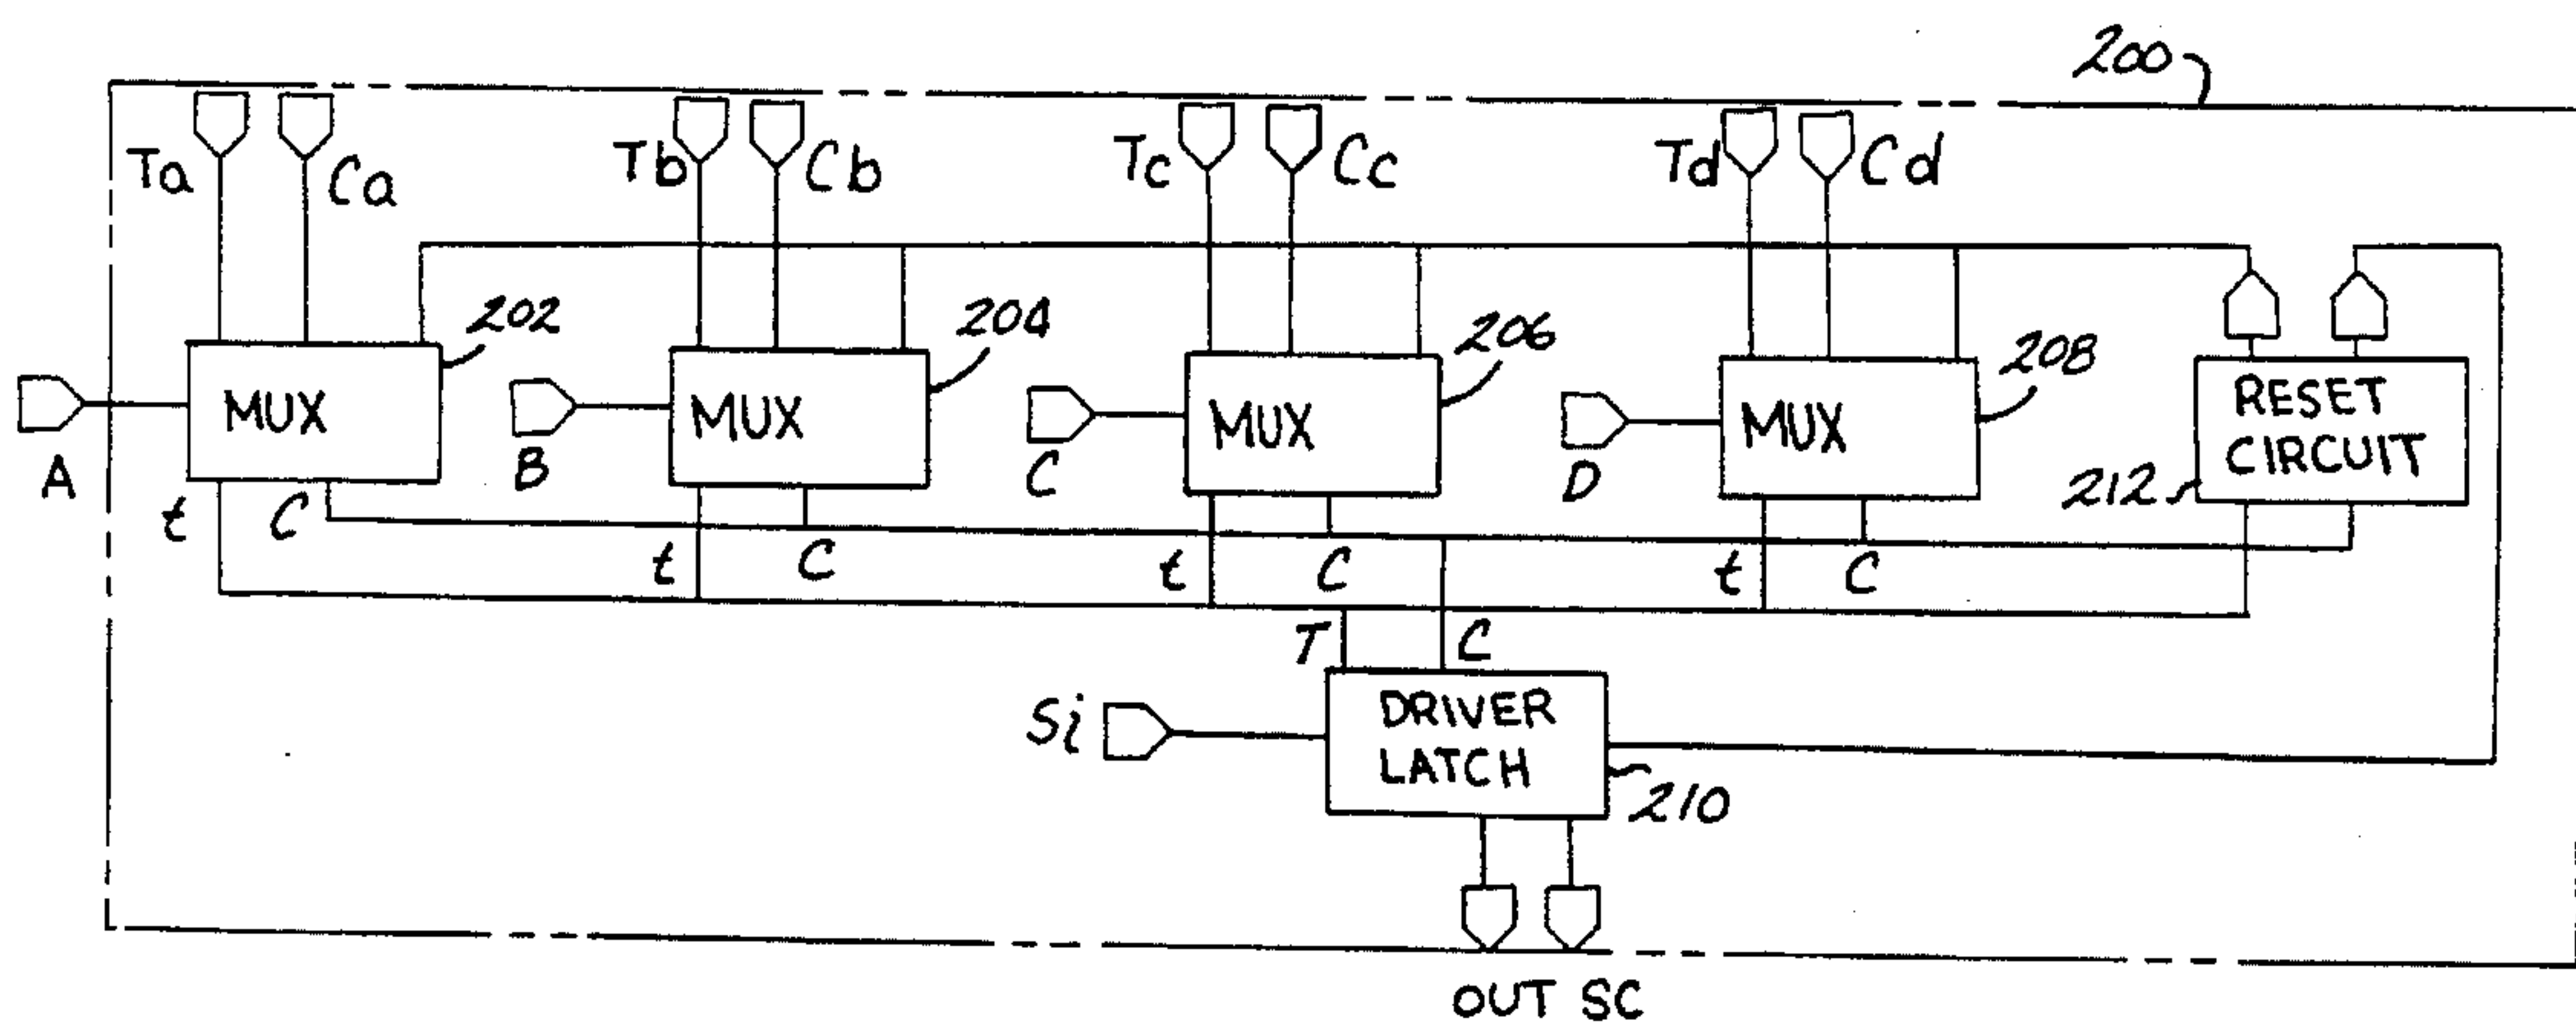 200
Ta Ca Tb Cb Tc Cc Td Cd
202 204 206 208
A MUX B MUX C MUX D MUX RESET
CIRCUIT
212
t C t C t C t C
T C
Si DRIVER
LATCH
210
OUT SC